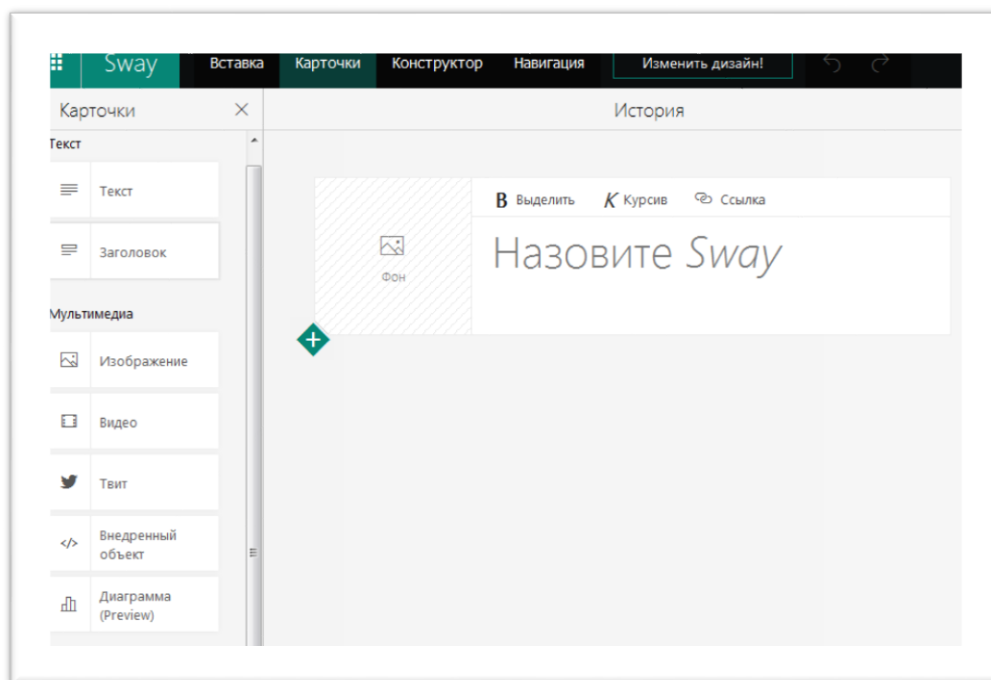 Sway Вставка Карточки Конструктор Навигация Изменить дизайн!
Карточки
История
Текст
Текст
Заголовок
Мультимедиа
Изображение
Видео
Твит
Внедренный
объект
Диаграмма
(Preview)
Фон
B Выделить K Курсив Ссылка
Назовите Sway